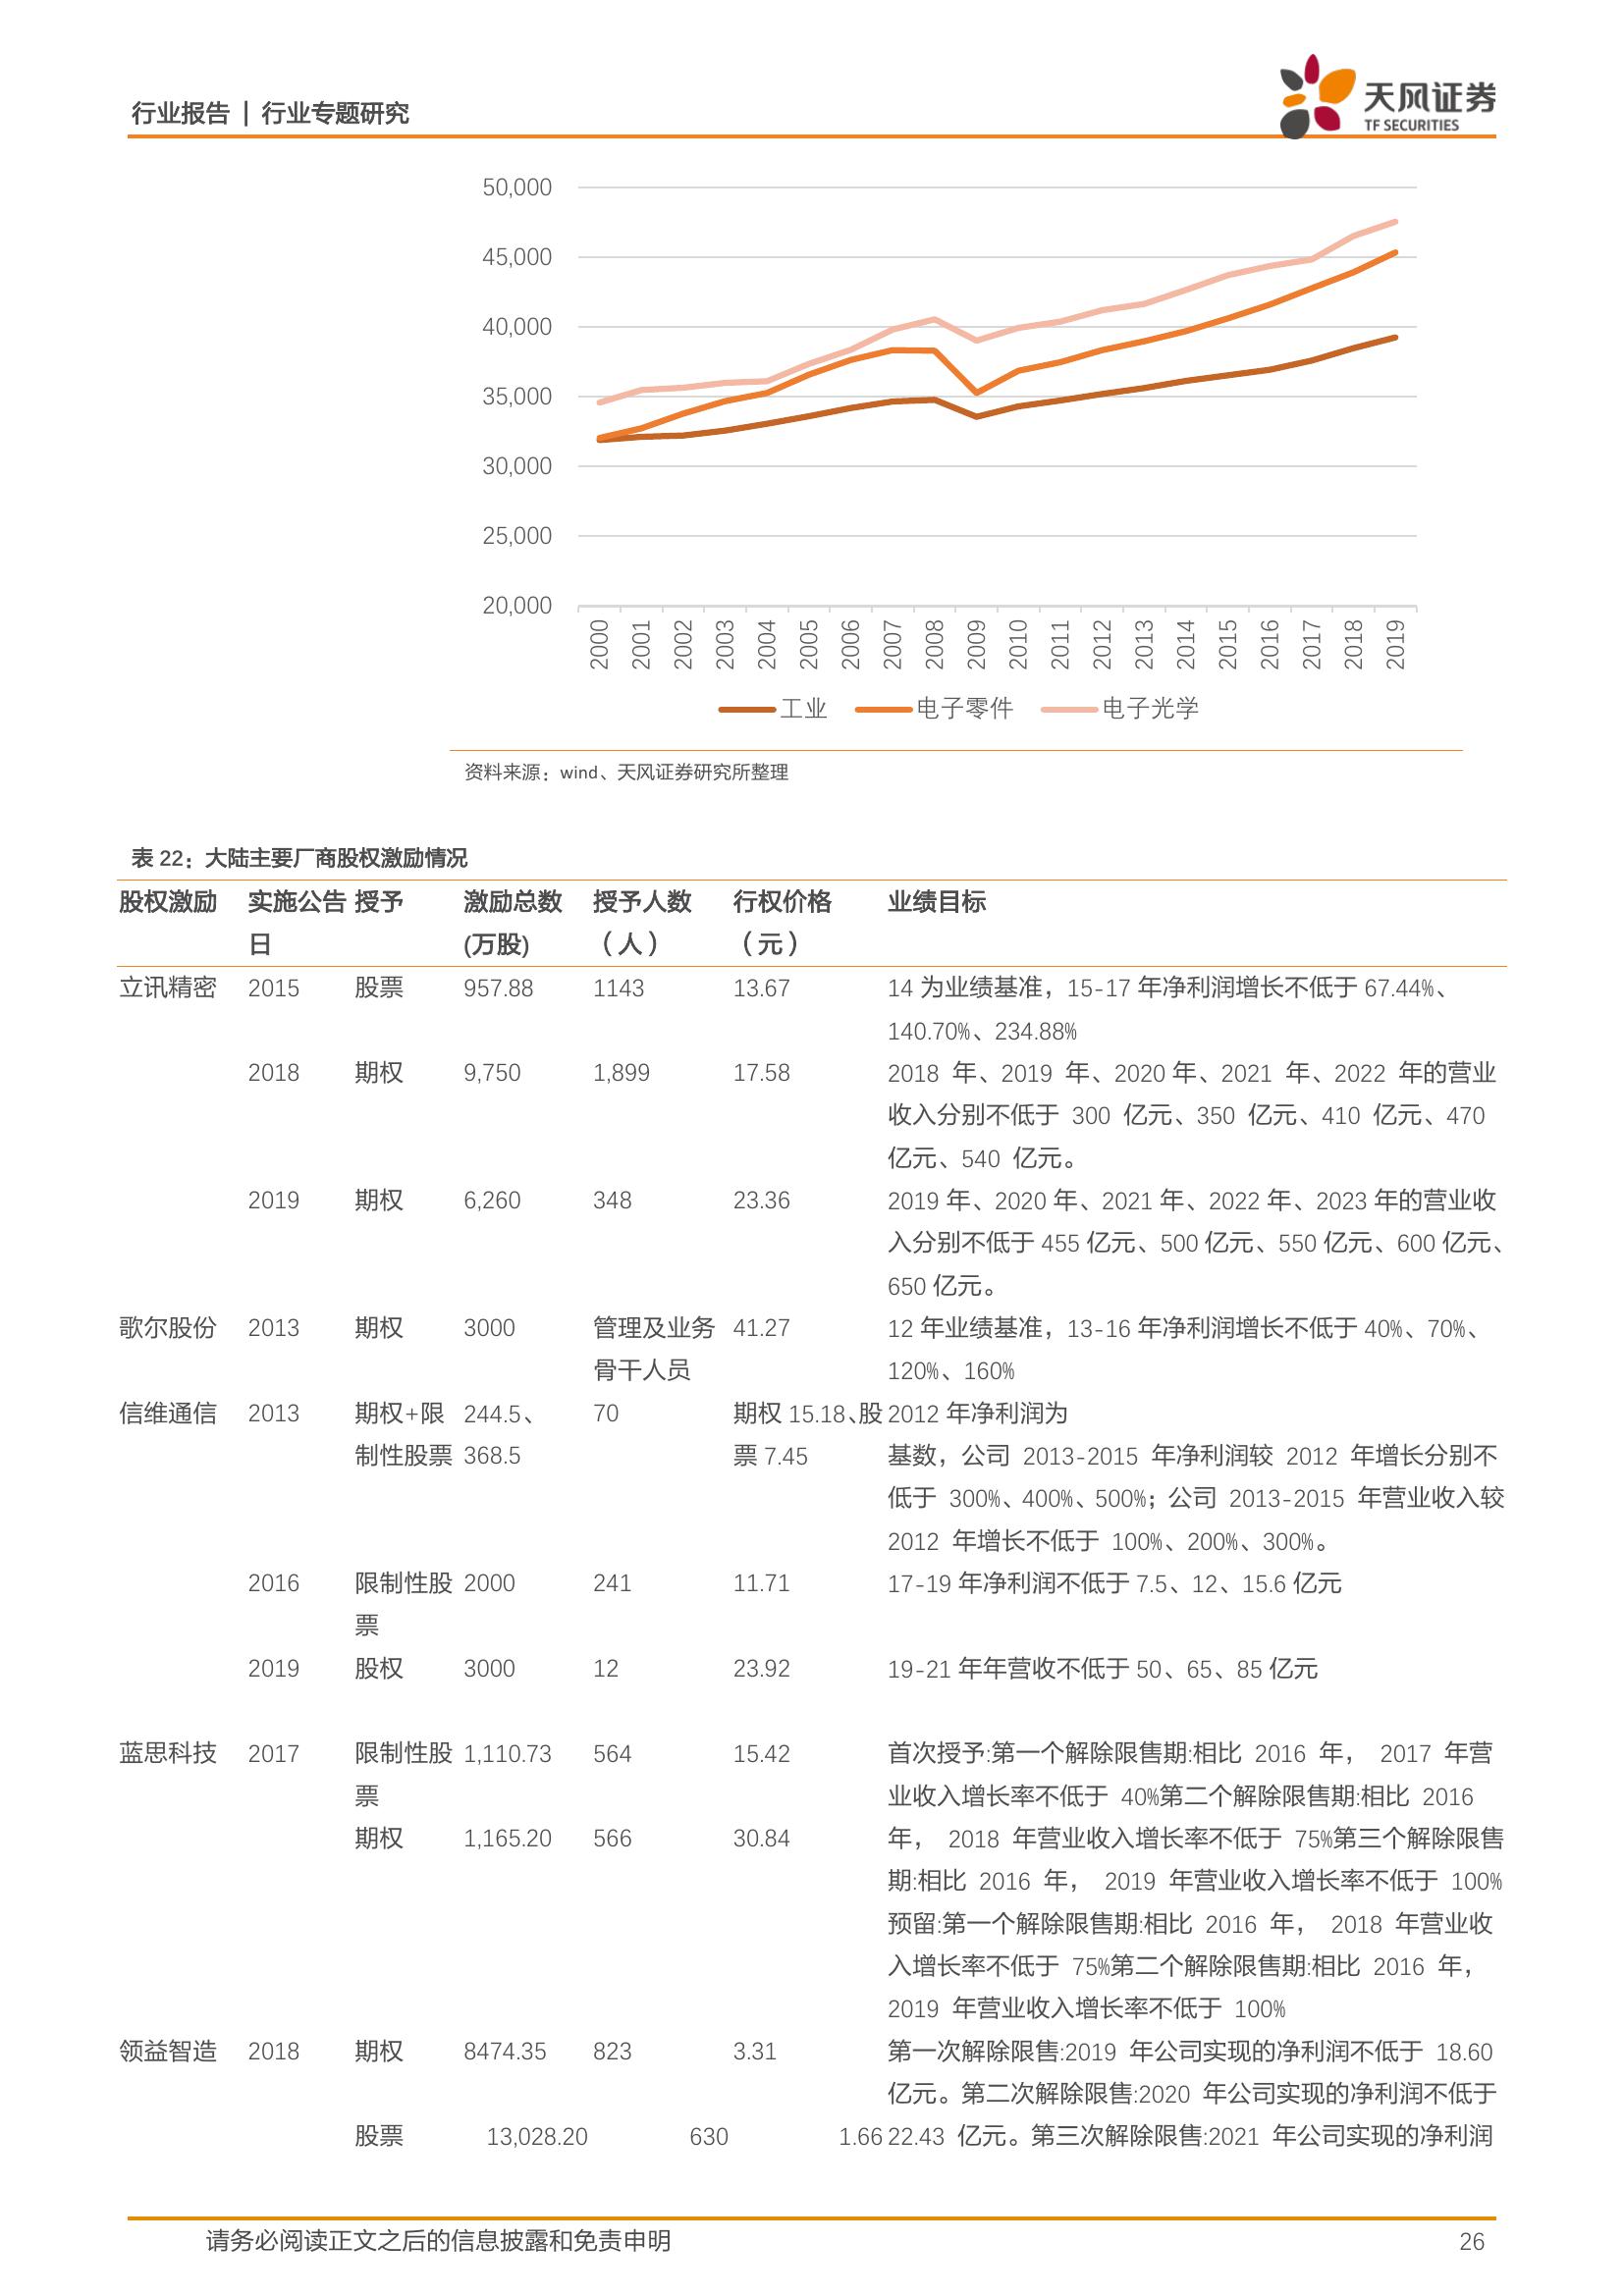 行业报告 | 行业专题研究
天风证券
TF SECURITIES
50,000
45,000
40,000
35,000
30,000
25,000
20,000
2000 2001 2002 2003 2004 2005 2006 2007 2008 2009 2010 2011 2012 2013 2014 2015 2016 2017 2018 2019
工业 电子零件 电子光学
资料来源：wind、天风证券研究所整理
表 22：大陆主要厂商股权激励情况
股权激励 实施公告 授予 激励总数 授予人数 行权价格 业绩目标
日 (万股) （人） （元）
立讯精密 2015 股票 957.88 1143 13.67 14 为业绩基准，15-17 年净利润增长不低于 67.44%、
140.70%、234.88%
2018 期权 9,750 1,899 17.58 2018 年、2019 年、2020 年、2021 年、2022 年的营业
收入分别不低于 300 亿元、350 亿元、410 亿元、470
亿元、540 亿元。
2019 期权 6,260 348 23.36 2019 年、2020 年、2021 年、2022 年、2023 年的营业收
入分别不低于 455 亿元、500 亿元、550 亿元、600 亿元、
650 亿元。
歌尔股份 2013 期权 3000 管理及业务 41.27 12 年业绩基准，13-16 年净利润增长不低于 40%、70%、
骨干人员 120%、160%
信维通信 2013 期权+限 244.5、 70 期权 15.18、股 2012 年净利润为
制性股票 368.5 票 7.45 基数，公司 2013-2015 年净利润较 2012 年增长分别不
低于 300%、400%、500%；公司 2013-2015 年营业收入较
2012 年增长不低于 100%、200%、300%。
2016 限制性股 2000 241 11.71 17-19 年净利润不低于 7.5、12、15.6 亿元
票
2019 股权 3000 12 23.92 19-21 年年营收不低于 50、65、85 亿元
蓝思科技 2017 限制性股 1,110.73 564 15.42 首次授予:第一个解除限售期:相比 2016 年， 2017 年营
票 业收入增长率不低于 40%第二个解除限售期:相比 2016
期权 1,165.20 566 30.84 年， 2018 年营业收入增长率不低于 75%第三个解除限售
期:相比 2016 年， 2019 年营业收入增长率不低于 100%
预留:第一个解除限售期:相比 2016 年， 2018 年营业收
入增长率不低于 75%第二个解除限售期:相比 2016 年，
2019 年营业收入增长率不低于 100%
领益智造 2018 期权 8474.35 823 3.31 第一次解除限售:2019 年公司实现的净利润不低于 18.60
亿元。第二次解除限售:2020 年公司实现的净利润不低于
股票 13,028.20 630 1.66 22.43 亿元。第三次解除限售:2021 年公司实现的净利润
请务必阅读正文之后的信息披露和免责申明 26